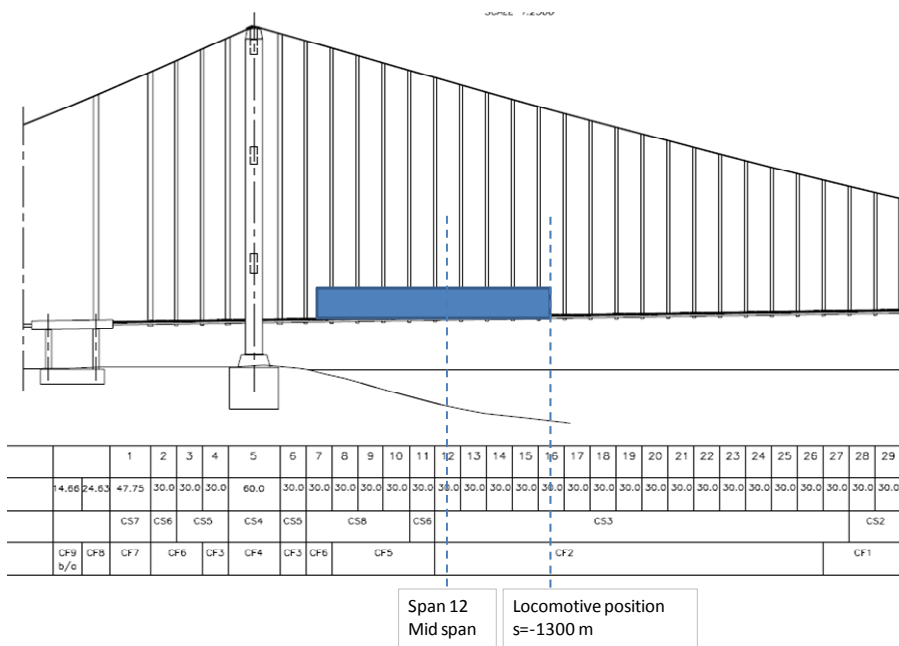 SCALE 1:2500
1 2 3 4 5 6 7 8 9 10 11 12 13 14 15 16 17 18 19 20 21 22 23 24 25 26 27 28 29
14.66 24.63 47.75 30.0 30.0 30.0 60.0 30.0 30.0 30.0 30.0 30.0 30.0 30.0 30.0 30.0 30.0 30.0 30.0 30.0 30.0 30.0 30.0 30.0 30.0 30.0 30.0 30.0 30.0 30.0 30.0
CS7 CS6 CS5 CS4 CS5 CS8 CS6 CS3 CS2
CF9 CF8 CF7 CF6 CF3 CF4 CF3 CF6 CF5 CF2 CF1
b/c
Span 12
Mid span
Locomotive position
s=-1300 m